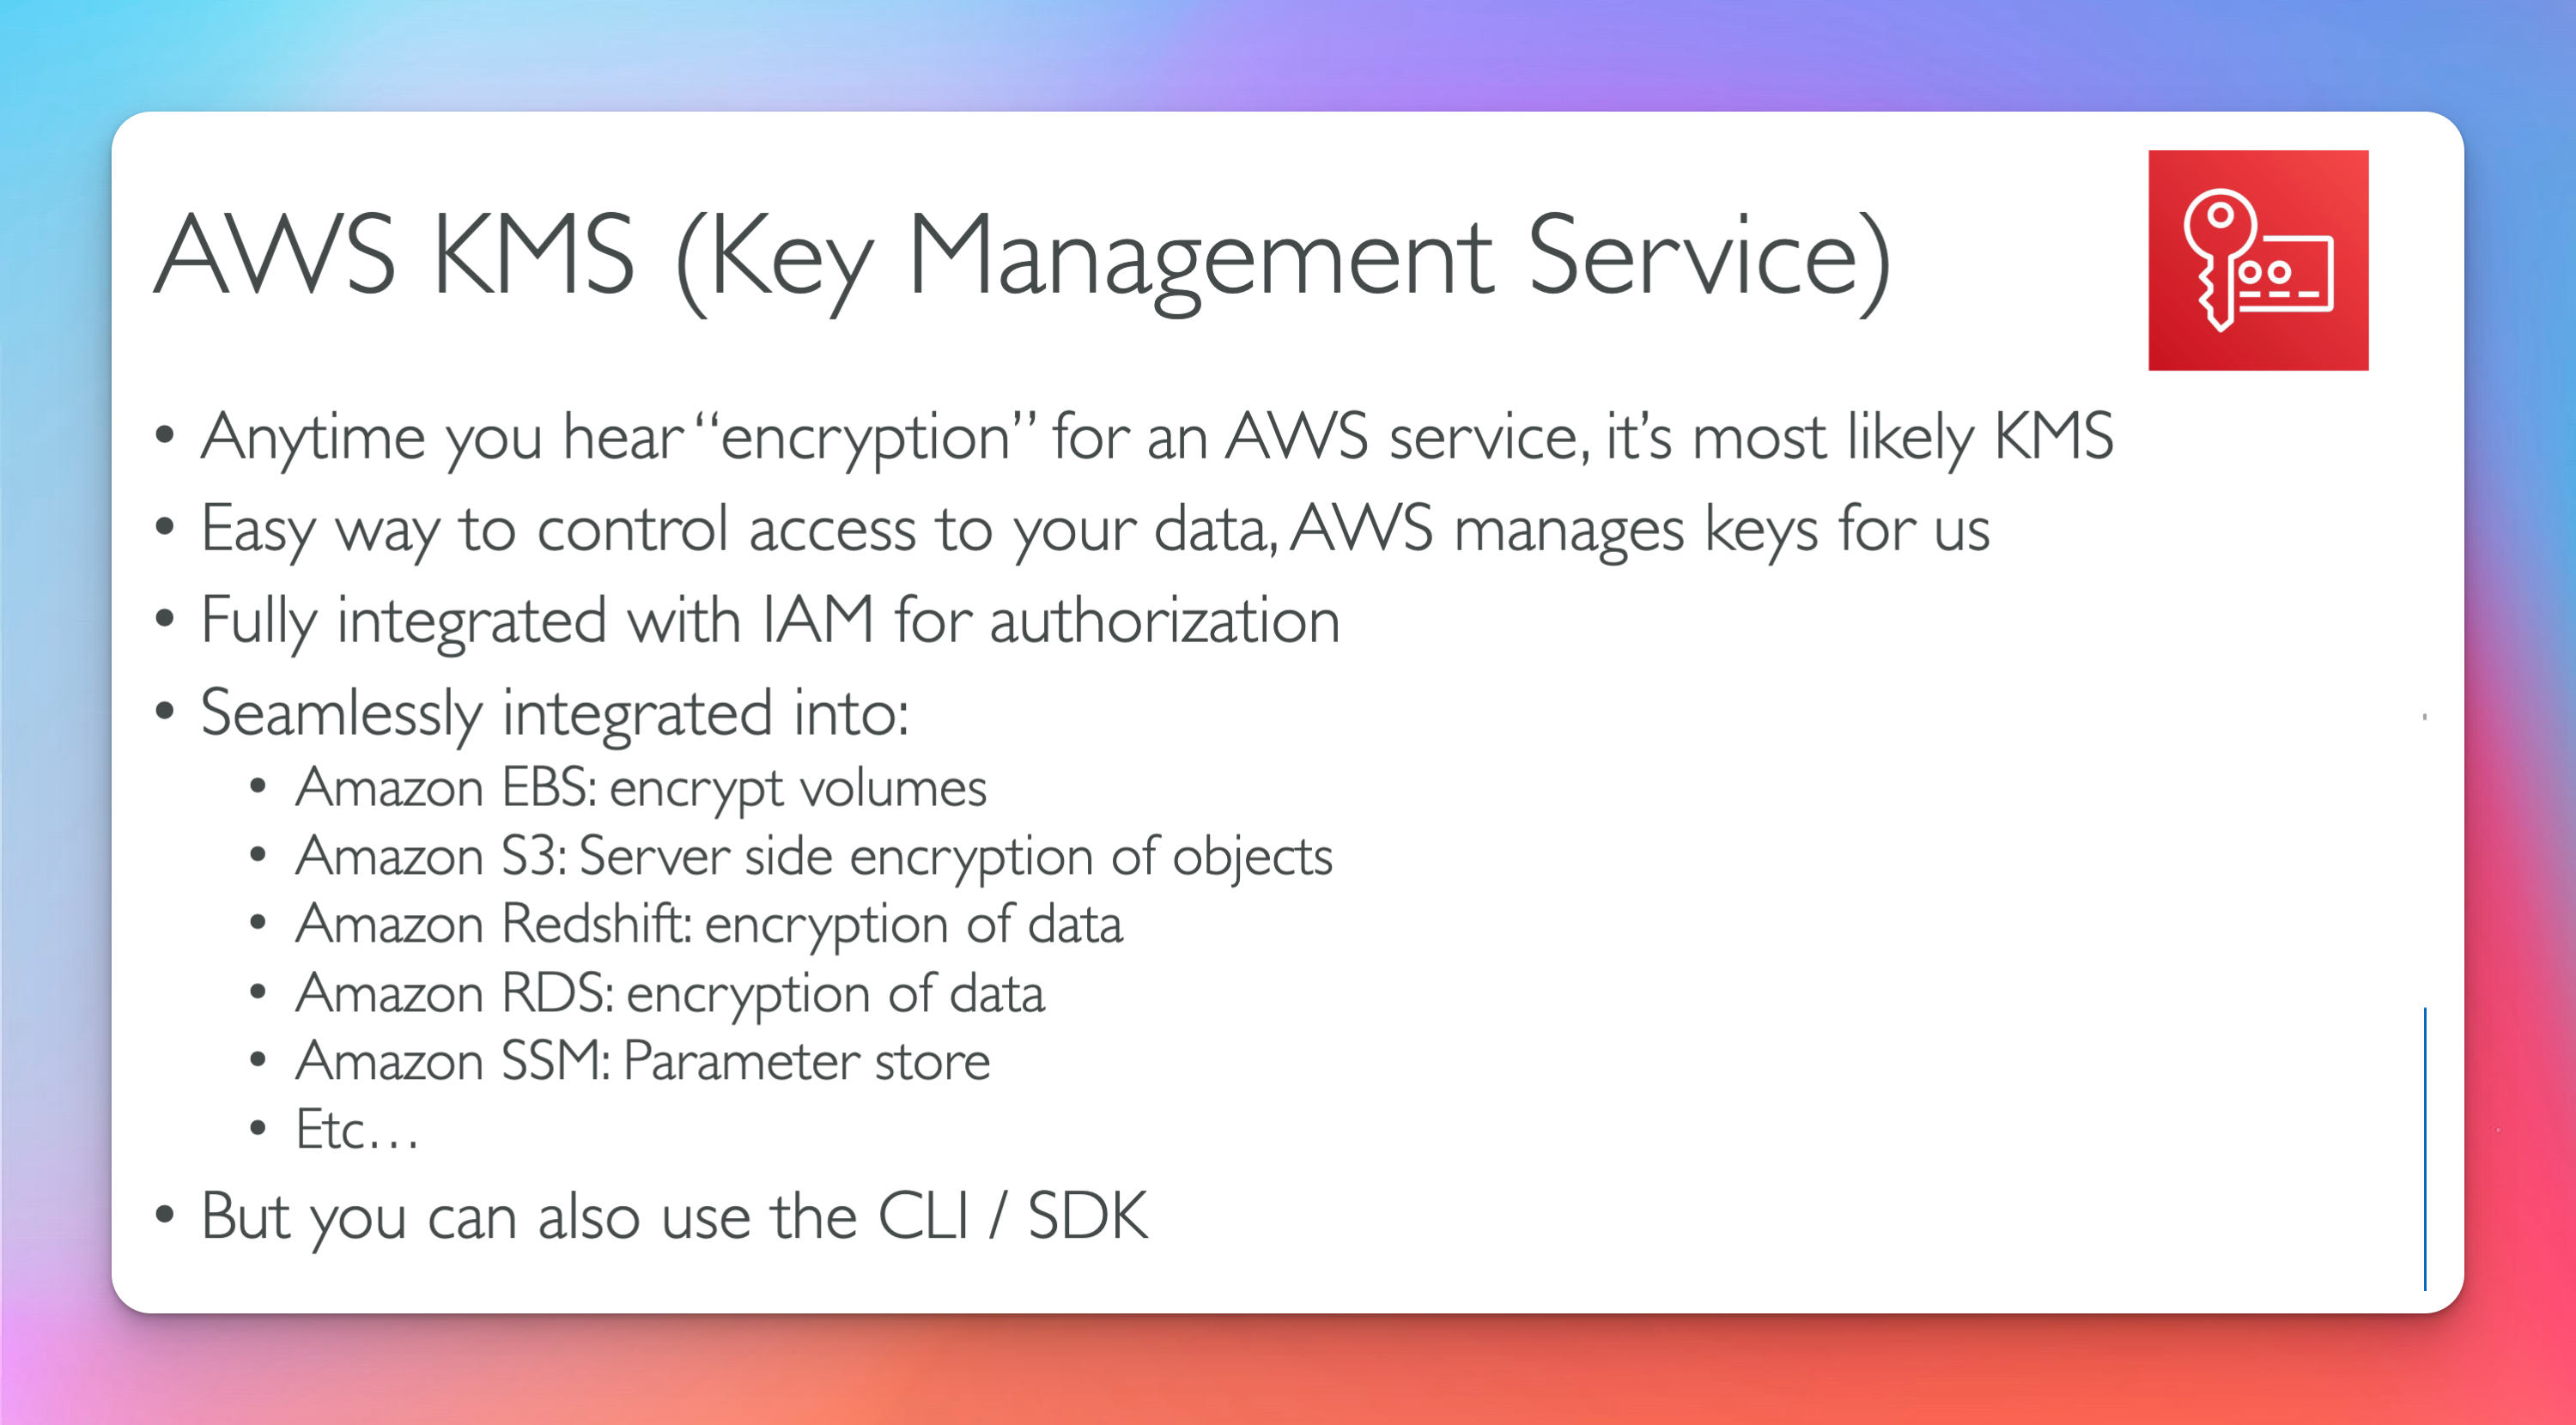 AWS KMS (Key Management Service)
• Anytime you hear “encryption” for an AWS service, it’s most likely KMS
• Easy way to control access to your data, AWS manages keys for us
• Fully integrated with IAM for authorization
• Seamlessly integrated into:
• Amazon EBS: encrypt volumes
• Amazon S3: Server side encryption of objects
• Amazon Redshift: encryption of data
• Amazon RDS: encryption of data
• Amazon SSM: Parameter store
• Etc…
• But you can also use the CLI / SDK